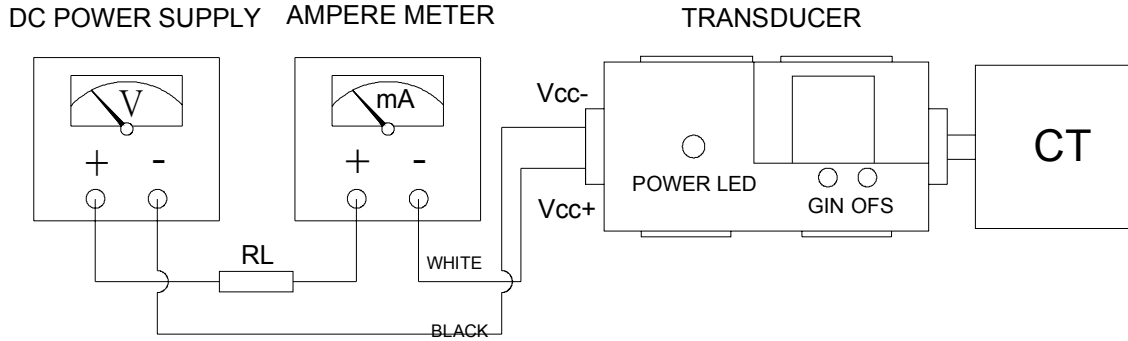 DC POWER SUPPLY
AMPERE METER
TRANSDUCER
V
mA
+ -
+ -
Vcc-
Vcc+
POWER LED
GIN OFS
CT
RL
WHITE
BLACK